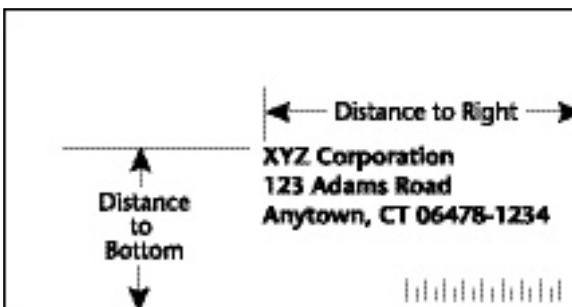 Distance to Right
XYZ Corporation
123 Adams Road
Anytown, CT 06478-1234
Distance
to
Bottom